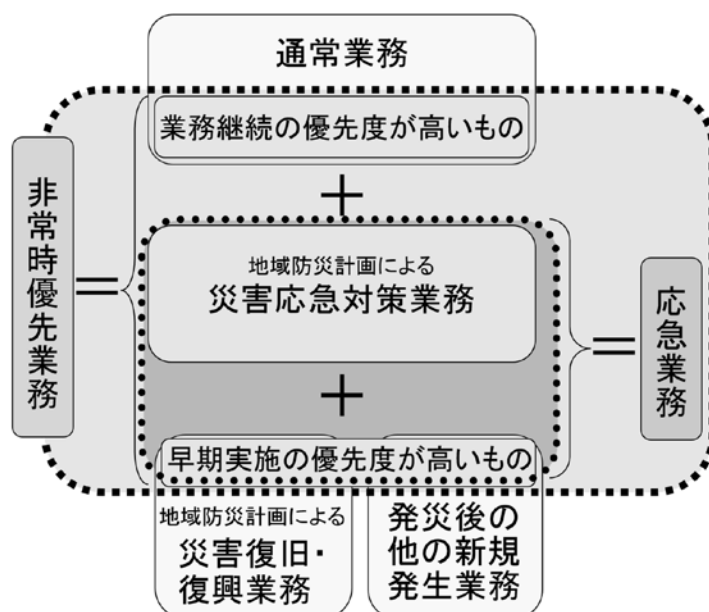 通常業務
業務継続の優先度が高いもの
＋
非常時優先業務
＝
地域防災計画による
災害応急対策業務
＝
応急業務
＋
早期実施の優先度が高いもの
地域防災計画による
災害復旧・
復興業務
発災後の
他の新規
発生業務